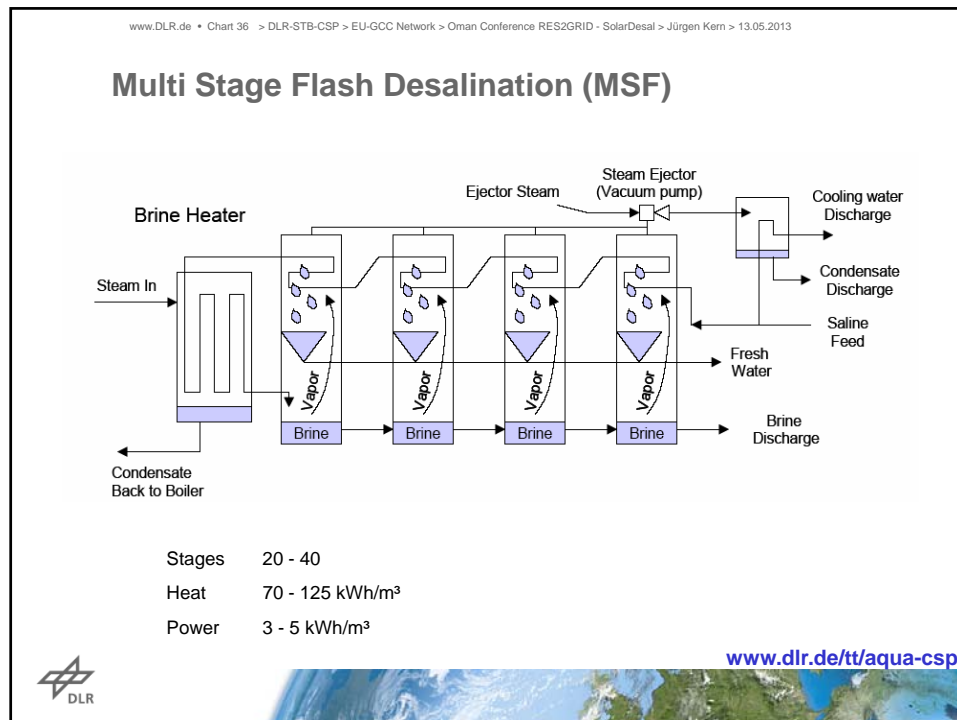 www.DLR.de • Chart 36 > DLR-STB-CSP > EU-GCC Network > Oman Conference RES2GRID - SolarDesal > Jürgen Kern > 13.05.2013
Multi Stage Flash Desalination (MSF)
Steam Ejector
(Vacuum pump)
Ejector Steam
Cooling water
Discharge
Brine Heater
Steam In
Condensate
Discharge
Saline
Feed
Fresh
Water
Vapor
Vapor
Vapor
Vapor
Brine
Brine
Brine
Brine
Brine
Discharge
Condensate
Back to Boiler
Stages 20 - 40
Heat 70 - 125 kWh/m³
Power 3 - 5 kWh/m³
www.dlr.de/tt/aqua-csp
DLR